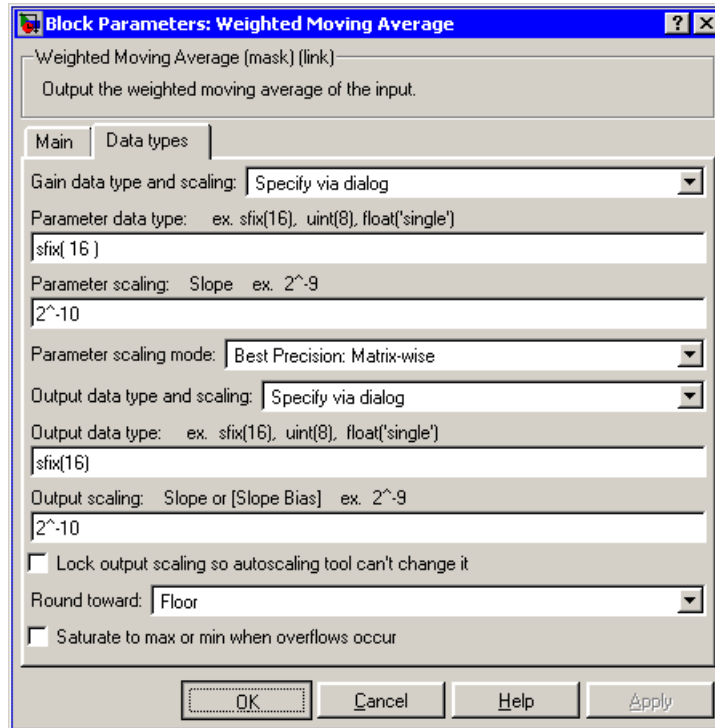 Block Parameters: Weighted Moving Average
Weighted Moving Average (mask) (link)
Output the weighted moving average of the input.
Main Data types
Gain data type and scaling: Specify via dialog
Parameter data type: ex. sfix(16), uint(8), float('single')
sfix( 16 )
Parameter scaling: Slope ex. 2^-9
2^-10
Parameter scaling mode: Best Precision: Matrix-wise
Output data type and scaling: Specify via dialog
Output data type: ex. sfix(16), uint(8), float('single')
sfix(16)
Output scaling: Slope or [Slope Bias] ex. 2^-9
2^-10
Lock output scaling so autoscaling tool can't change it
Round toward: Floor
Saturate to max or min when overflows occur
OK Cancel Help Apply